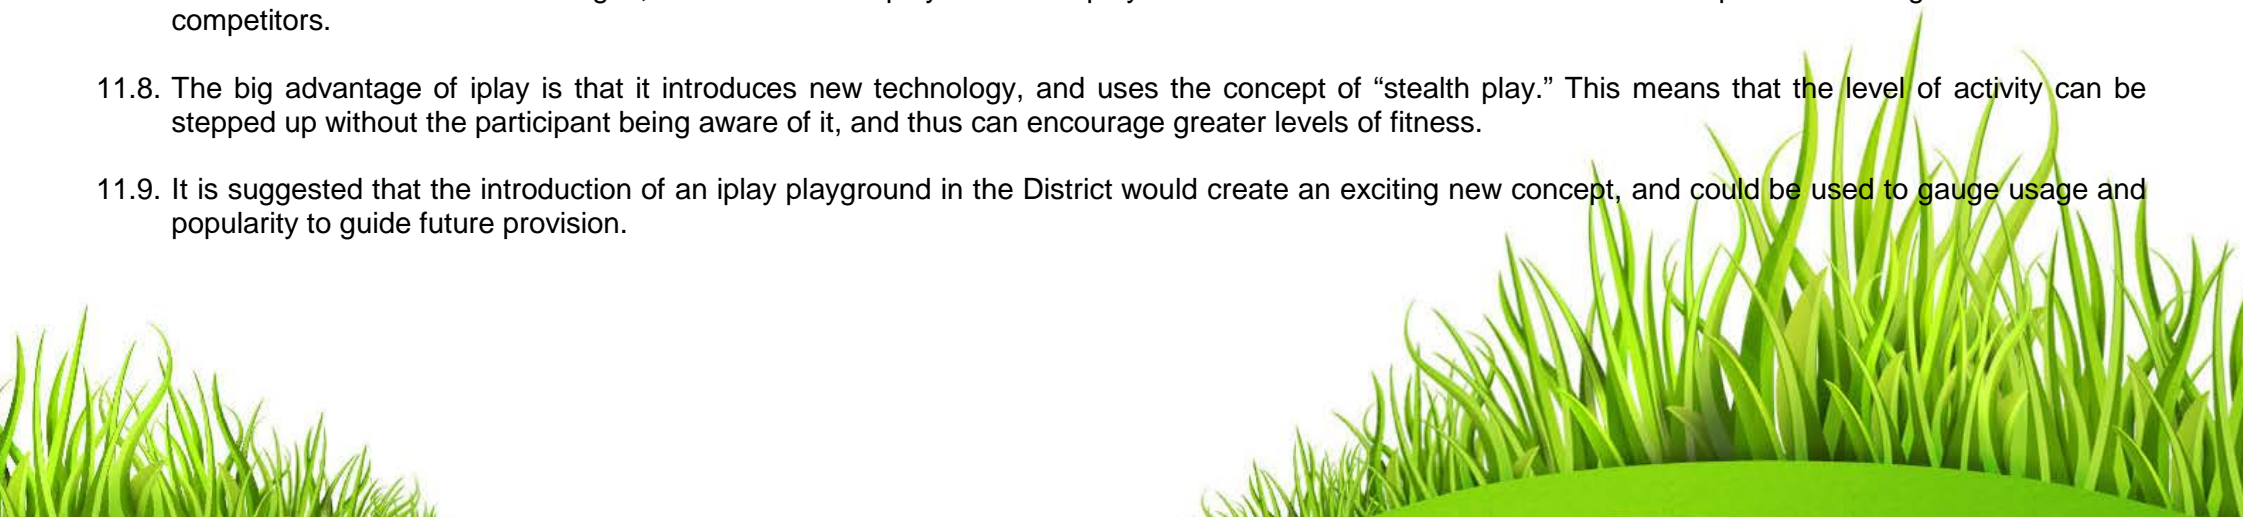 competitors.
11.8. The big advantage of iplay is that it introduces new technology, and uses the concept of “stealth play.” This means that the level of activity can be
stepped up without the participant being aware of it, and thus can encourage greater levels of fitness.
11.9. It is suggested that the introduction of an iplay playground in the District would create an exciting new concept, and could be used to gauge usage and
popularity to guide future provision.